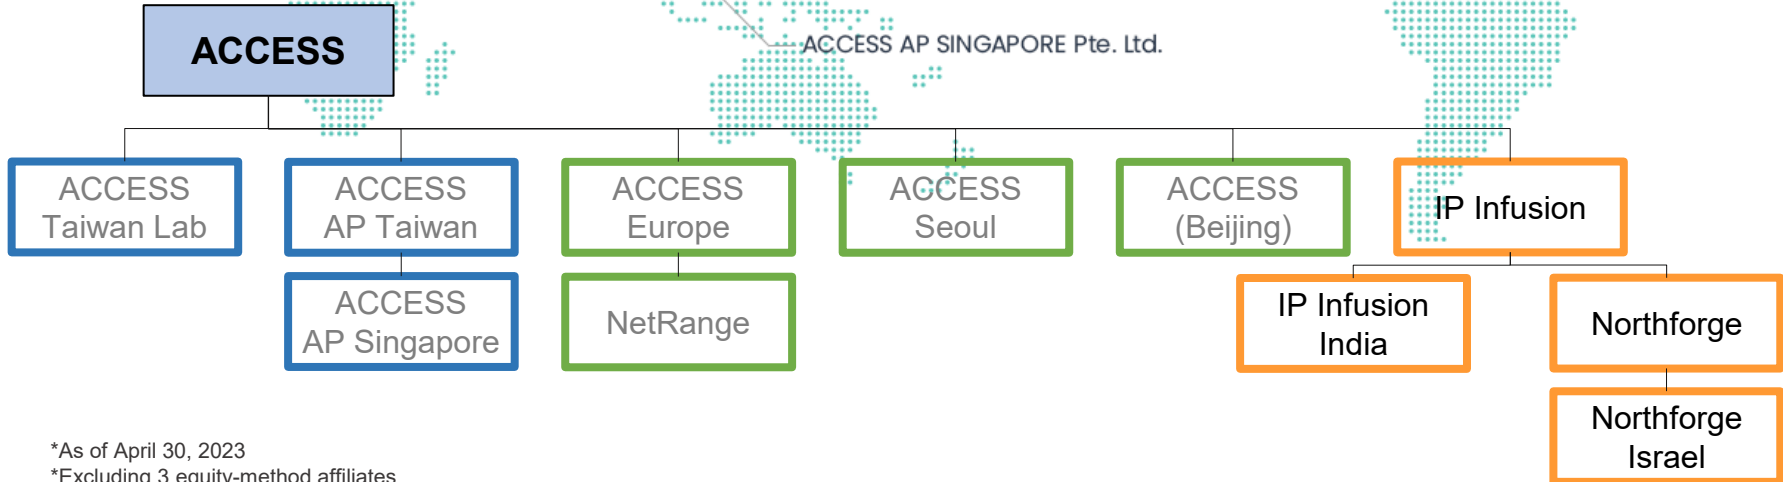 ACCESS
ACCESS AP SINGAPORE Pte. Ltd.
ACCESS
Taiwan Lab
ACCESS
AP Taiwan
ACCESS
Europe
ACCESS
Seoul
ACCESS
(Beijing)
IP Infusion
ACCESS
AP Singapore
NetRange
IP Infusion
India
Northforge
Northforge
Israel
*As of April 30, 2023
*Excluding 3 equity-method affiliates